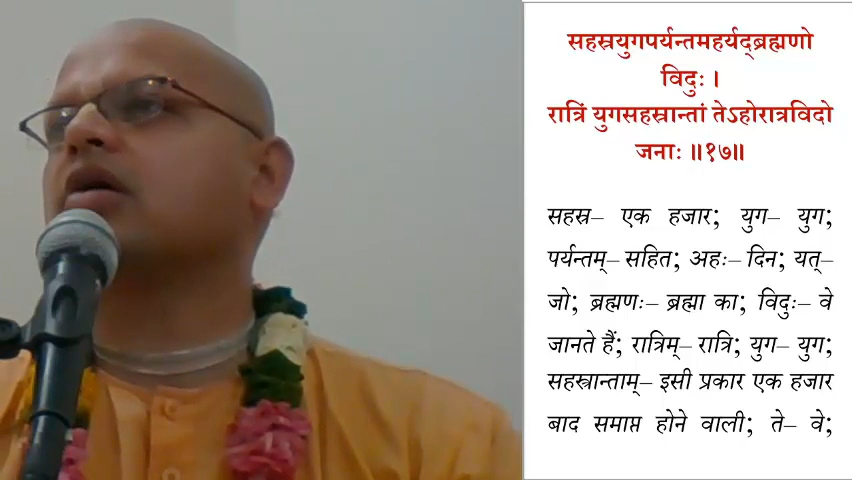 सहस्रयुगपर्यन्तमहर्यद्ब्रह्मणो
विदुः ।
रात्रिं युगसहस्रान्तां तेऽहोरात्रविदो
जनाः ॥१७॥
सहस्र– एक हजार; युग– युग;
पर्यन्तम्– सहित; अहः– दिन; यत्–
जो; ब्रह्मणः– ब्रह्मा का; विदुः– वे
जानते हैं; रात्रिम्– रात्रि; युग– युग;
सहस्त्रान्ताम्– इसी प्रकार एक हजार
बाद समाप्त होने वाली; ते– वे;